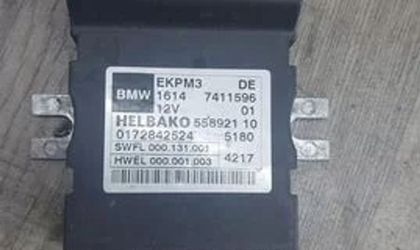 BMW EKPM3 DE
1614 7411596
12V 01
HELBAKO 558921 10
0172842524 5180
SWFL 000.131.001
HWEL 000.001.003 4217